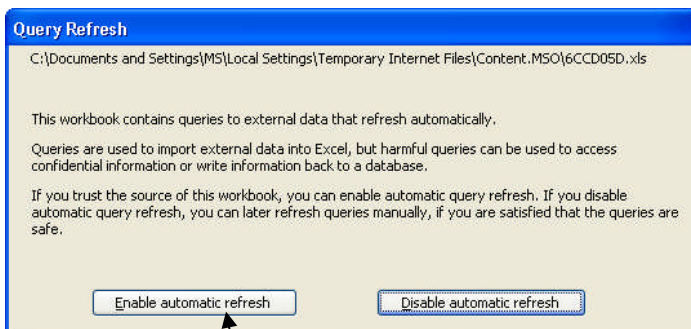 Query Refresh
C:\Documents and Settings\MS\Local Settings\Temporary Internet Files\Content.MSO\6CCD05D.xls
This workbook contains queries to external data that refresh automatically.
Queries are used to import external data into Excel, but harmful queries can be used to access
confidential information or write information back to a database.
If you trust the source of this workbook, you can enable automatic query refresh. If you disable
automatic query refresh, you can later refresh queries manually, if you are satisfied that the queries are
safe.
Enable automatic refresh
Disable automatic refresh